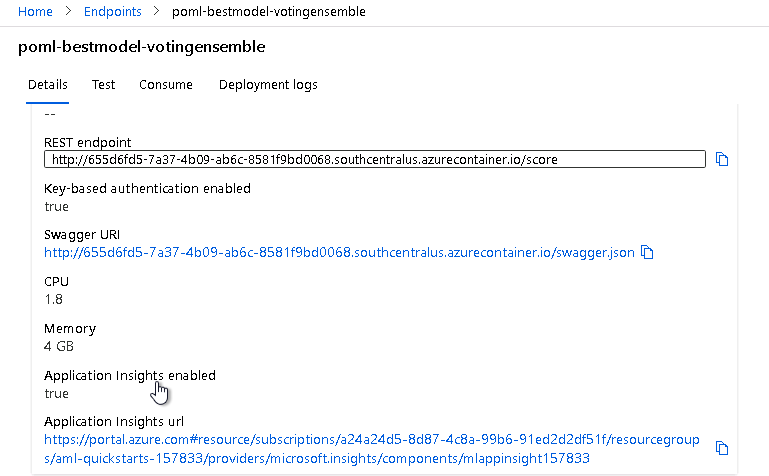 Home > Endpoints > poml-bestmodel-votingensemble
poml-bestmodel-votingensemble
Details Test Consume Deployment logs
--
REST endpoint
http://655d6fd5-7a37-4b09-ab6c-8581f9bd0068.southcentralus.azurecontainer.io/score
Key-based authentication enabled
true
Swagger URI
http://655d6fd5-7a37-4b09-ab6c-8581f9bd0068.southcentralus.azurecontainer.io/swagger.json
CPU
1.8
Memory
4 GB
Application Insights enabled
true
Application Insights url
https://portal.azure.com#resource/subscriptions/a24a24d5-8d87-4c8a-99b6-91ed2d2df51f/resourcegroup
s/aml-quickstarts-157833/providers/microsoft.insights/components/mlappinsight157833